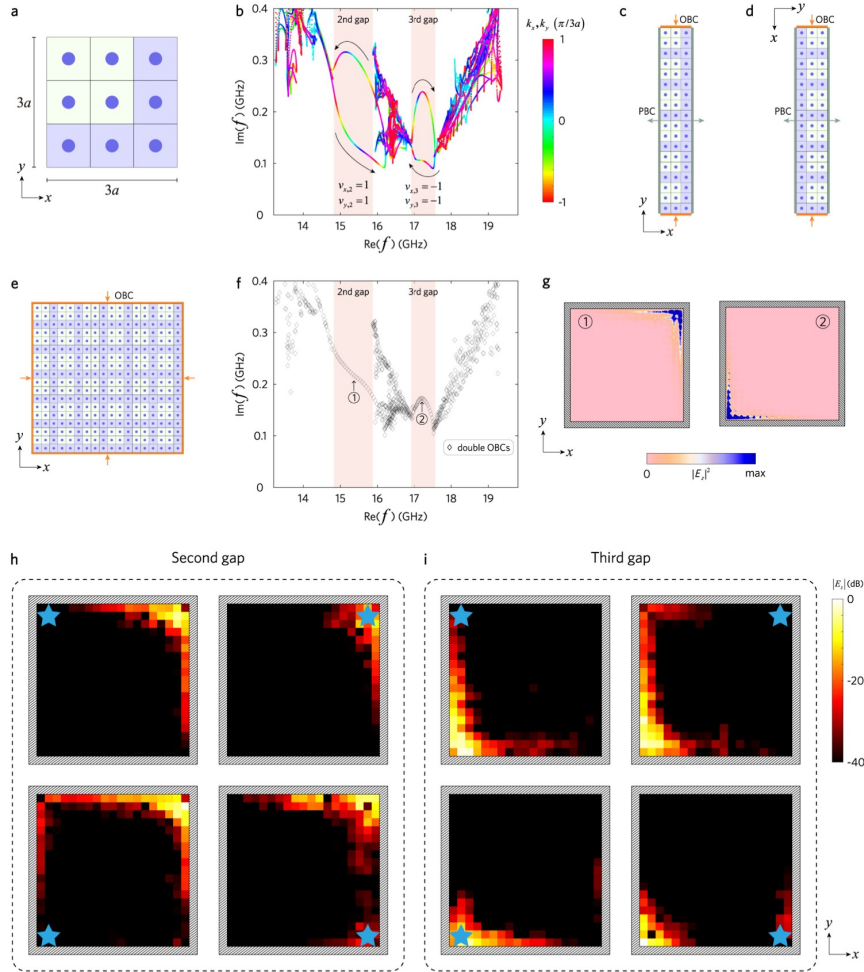 a
3a
y
x
3a
b
2nd gap
3rd gap
Im(f) (GHz)
0.4
0.3
0.2
0.1
0
14 15 16 17 18 19
Re(f) (GHz)
v_{x,2} = 1
v_{y,2} = 1
v_{x,3} = −1
v_{y,3} = −1
k_x, k_y (π/3a)
1
0
-1
c
OBC
PBC
y
x
d
y
x
OBC
PBC
e
OBC
y
x
f
2nd gap
3rd gap
Im(f) (GHz)
0.4
0.3
0.2
0.1
0
①
②
◇ double OBCs
14 15 16 17 18 19
Re(f) (GHz)
g
①
②
y
x
0
|E_z|²
max
h
Second gap
i
Third gap
|E_z| (dB)
0
-20
-40
y
x